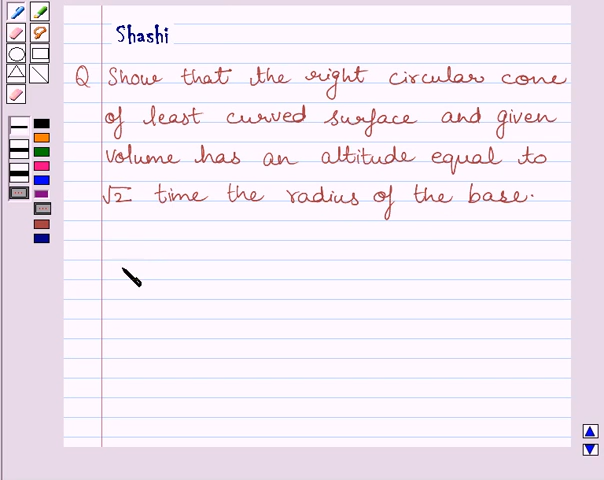 Shashi
Q Show that the right circular cone
of least curved surface and given
volume has an altitude equal to
√2 time the radius of the base.